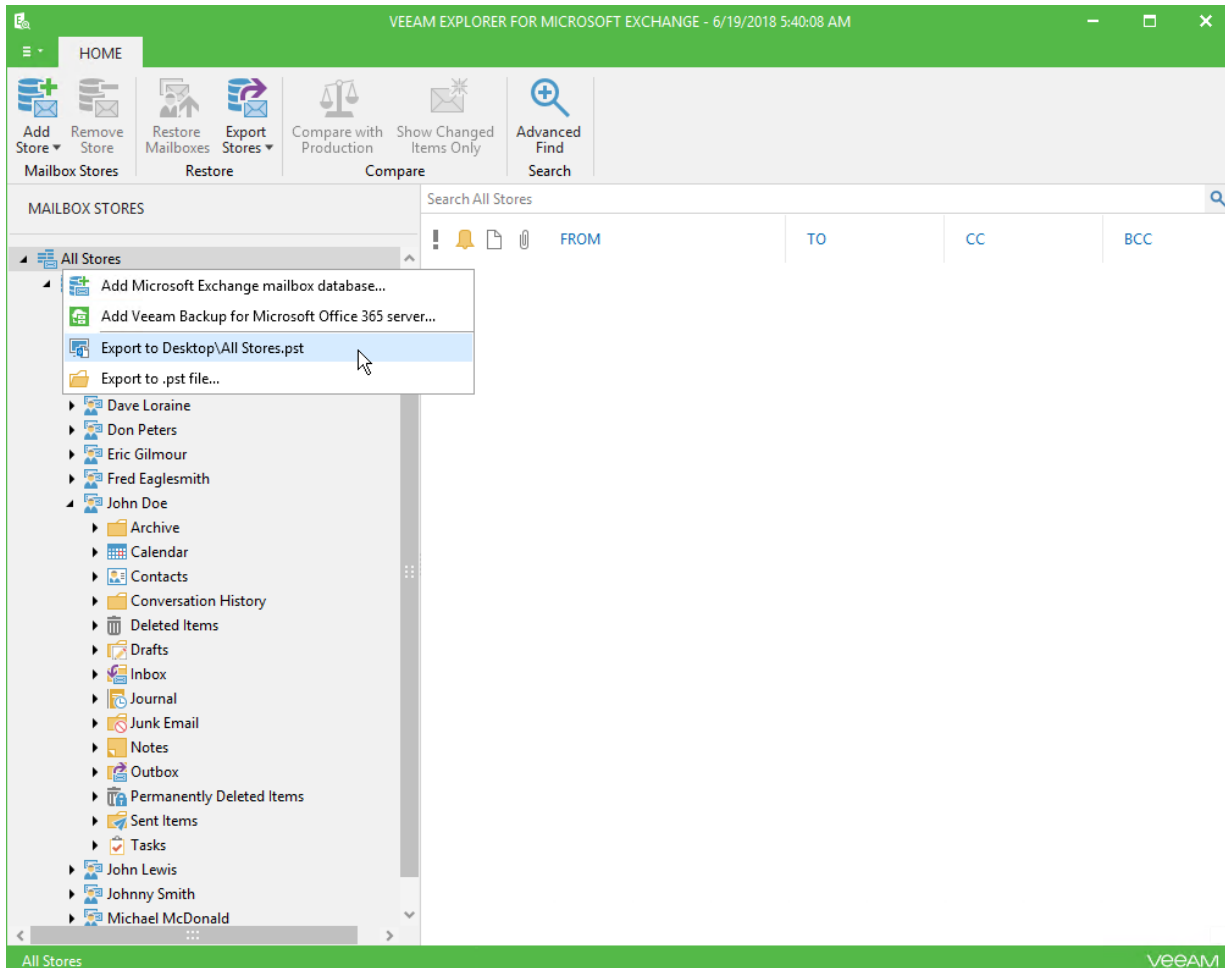 VEEAM EXPLORER FOR MICROSOFT EXCHANGE - 6/19/2018 5:40:08 AM
HOME
Add Store
Remove Store
Restore Mailboxes
Export Stores
Compare with Production
Show Changed Items Only
Advanced Find
Mailbox Stores
Restore
Compare
Search
MAILBOX STORES
Search All Stores
FROM
TO
CC
BCC
All Stores
Add Microsoft Exchange mailbox database...
Add Veeam Backup for Microsoft Office 365 server...
Export to Desktop\All Stores.pst
Export to .pst file...
Dave Loraine
Don Peters
Eric Gilmour
Fred Eaglesmith
John Doe
Archive
Calendar
Contacts
Conversation History
Deleted Items
Drafts
Inbox
Journal
Junk Email
Notes
Outbox
Permanently Deleted Items
Sent Items
Tasks
John Lewis
Johnny Smith
Michael McDonald
All Stores
veeam